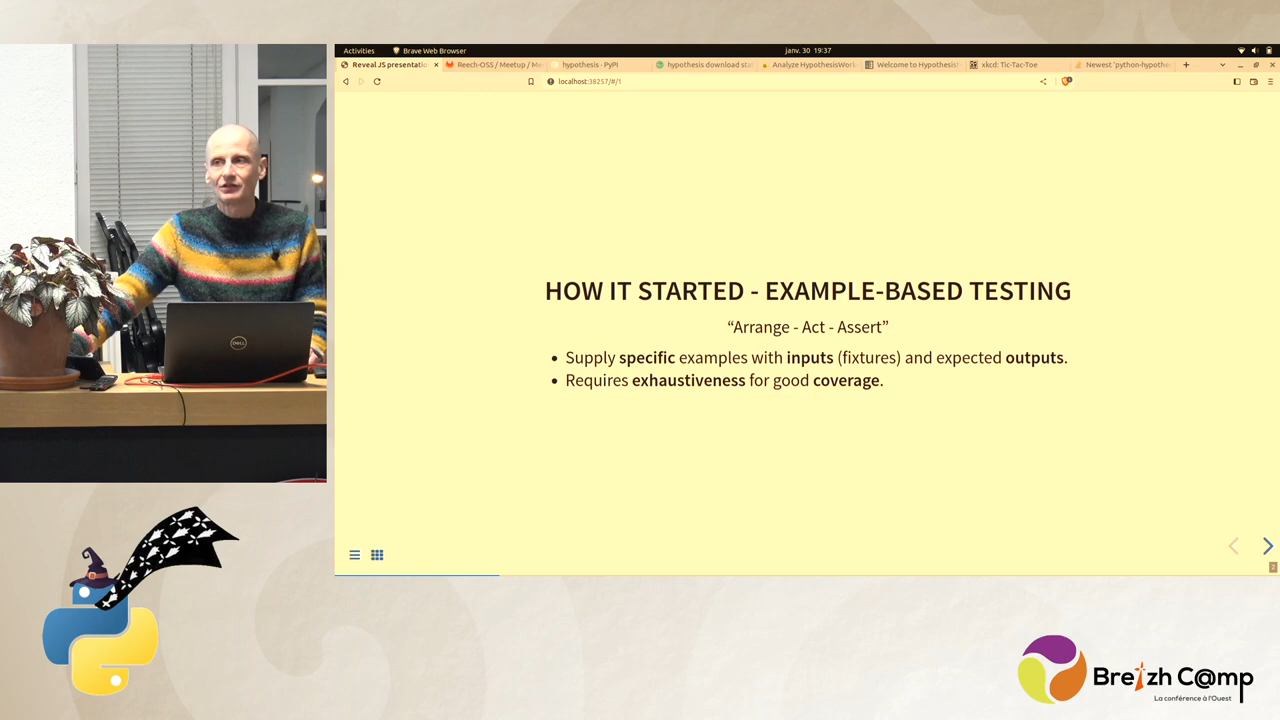 Activities
Brave Web Browser
janv. 30 19:37
Reveal JS presentatio
Reech-OSS / Meetup / Me
hypothesis · PyPI
hypothesis download stat
Analyze HypothesisWork
Welcome to Hypothesis!
xkcd: Tic-Tac-Toe
Newest 'python-hypothe
localhost:38257/#/1
HOW IT STARTED - EXAMPLE-BASED TESTING
“Arrange - Act - Assert”
• Supply specific examples with inputs (fixtures) and expected outputs.
• Requires exhaustiveness for good coverage.
2
DELL
Breizh C@mp
La conférence à l'Ouest